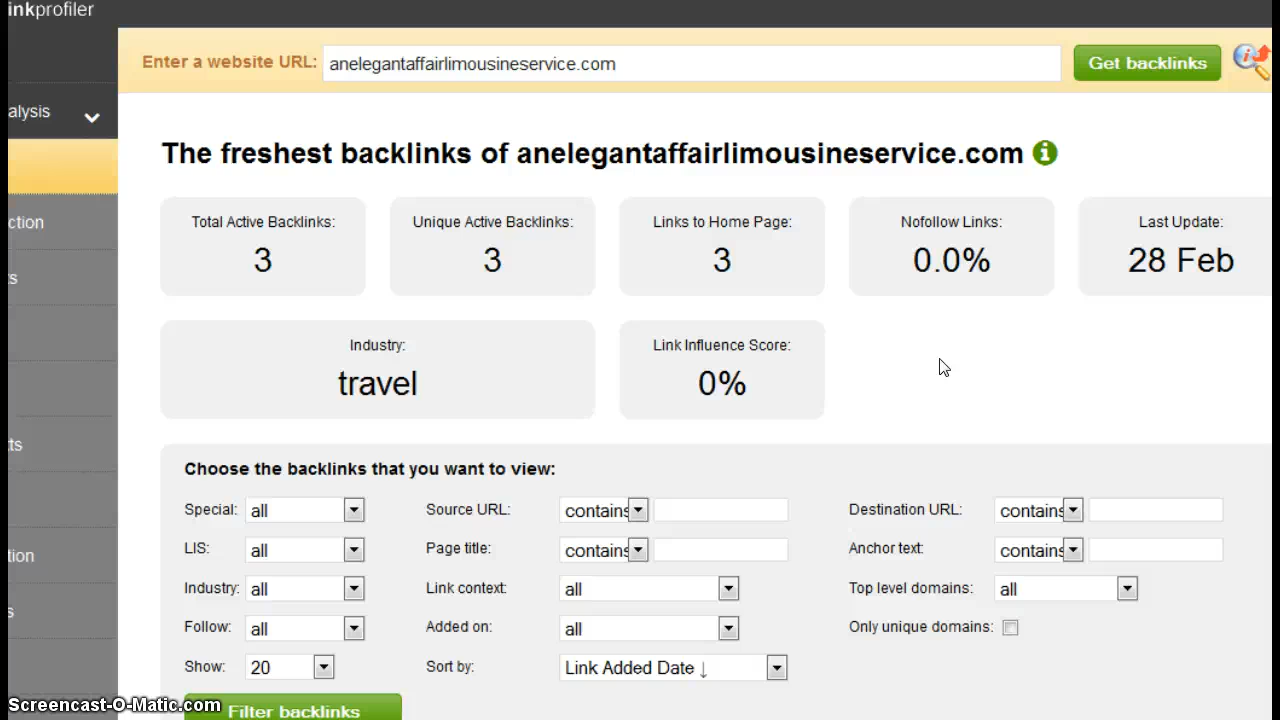 inkprofiler
Enter a website URL: anelegantaffairlimousineservice.com Get backlinks
alysis
The freshest backlinks of anelegantaffairlimousineservice.com
ction
s
ts
tion
s
Total Active Backlinks: Unique Active Backlinks: Links to Home Page: Nofollow Links: Last Update:
3 3 3 0.0% 28 Feb
Industry: Link Influence Score:
travel 0%
Choose the backlinks that you want to view:
Special: all Source URL: contains Destination URL: contains
LIS: all Page title: contains Anchor text: contains
Industry: all Link context: all Top level domains: all
Follow: all Added on: all Only unique domains:
Show: 20 Sort by: Link Added Date ↓
Filter backlinks
Screencast-O-Matic.com